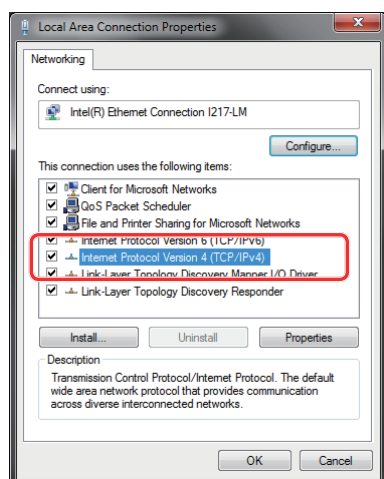 Local Area Connection Properties
Networking
Connect using:
Intel(R) Ethernet Connection I217-LM
Configure...
This connection uses the following items:
Client for Microsoft Networks
QoS Packet Scheduler
File and Printer Sharing for Microsoft Networks
Internet Protocol Version 6 (TCP/IPv6)
Internet Protocol Version 4 (TCP/IPv4)
Link-Layer Topology Discovery Mapper I/O Driver
Link-Layer Topology Discovery Responder
Install... Uninstall Properties
Description
Transmission Control Protocol/Internet Protocol. The default
wide area network protocol that provides communication
across diverse interconnected networks.
OK Cancel